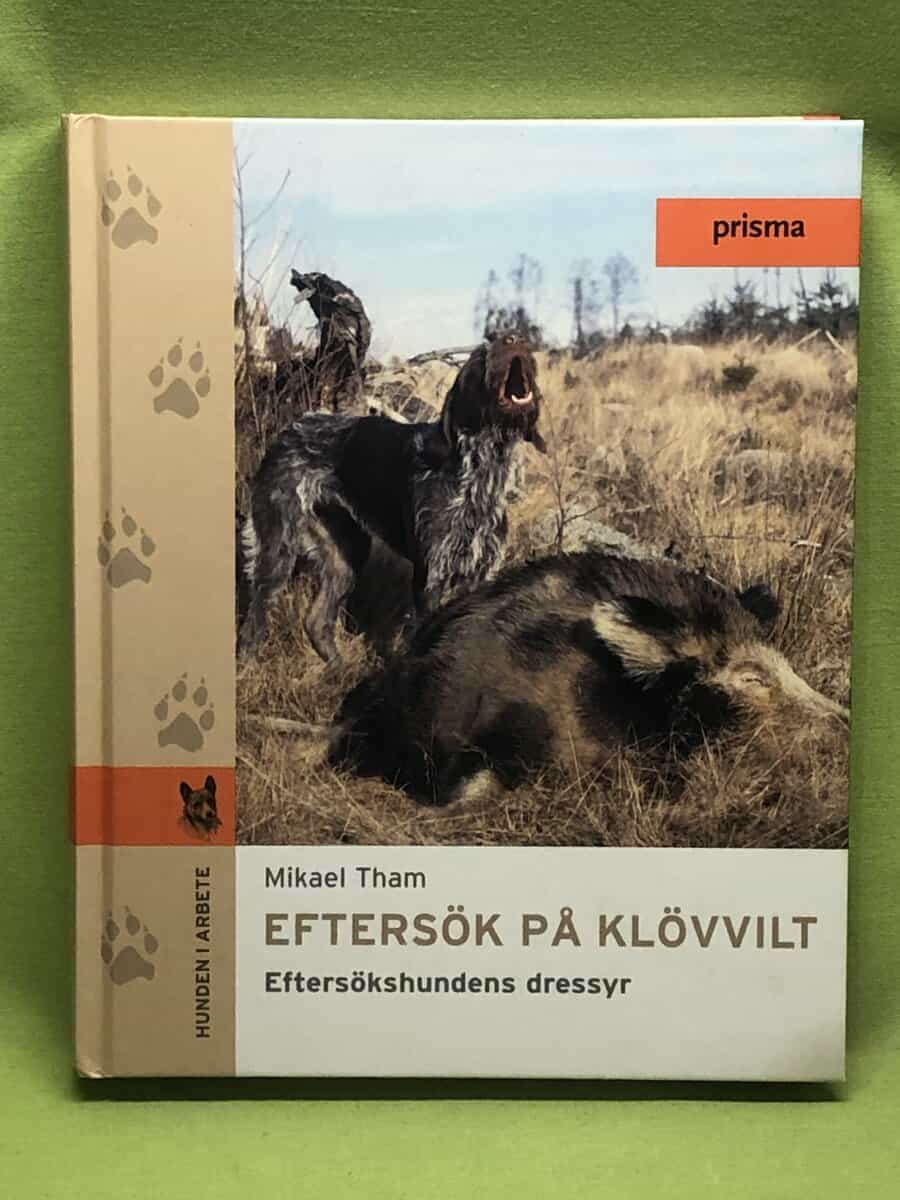 prisma
Mikael Tham
EFTERSÖK PÅ KLÖVVILT
Eftersökshundens dressyr
HUNDEN I ARBETE